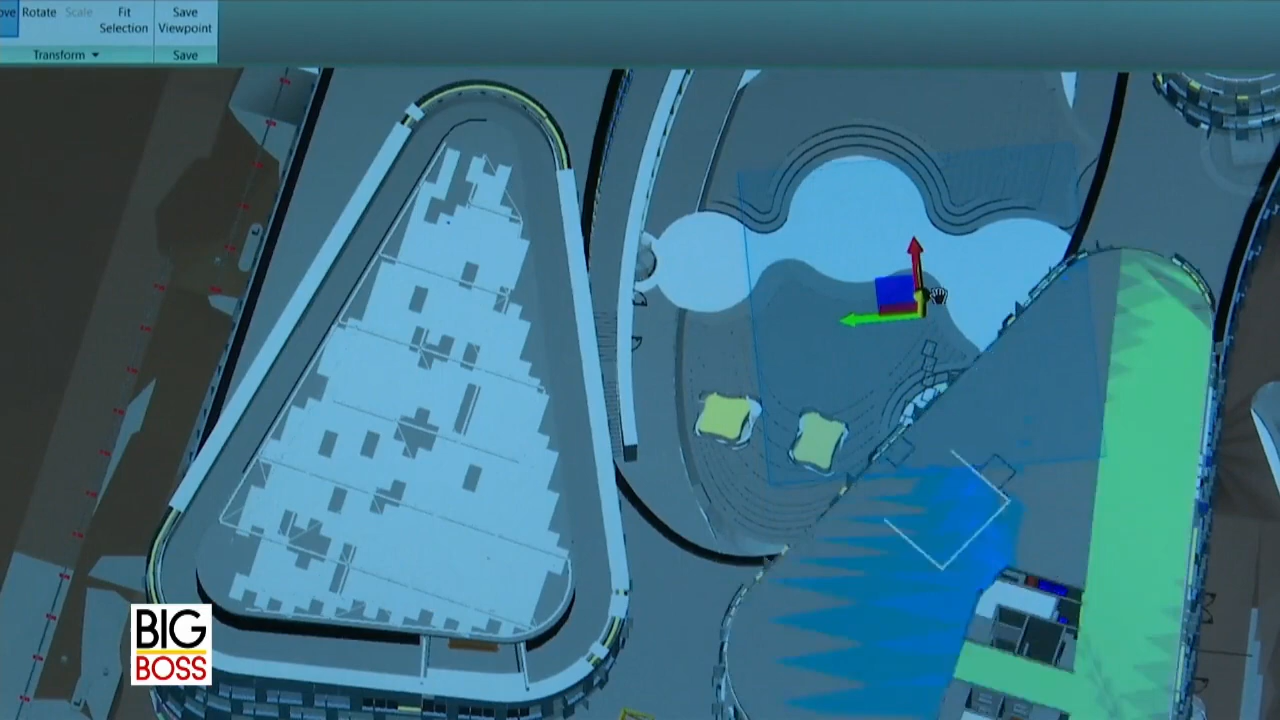 ove Rotate Scale Fit Selection Save Viewpoint
Transform Save
BIG
BOSS